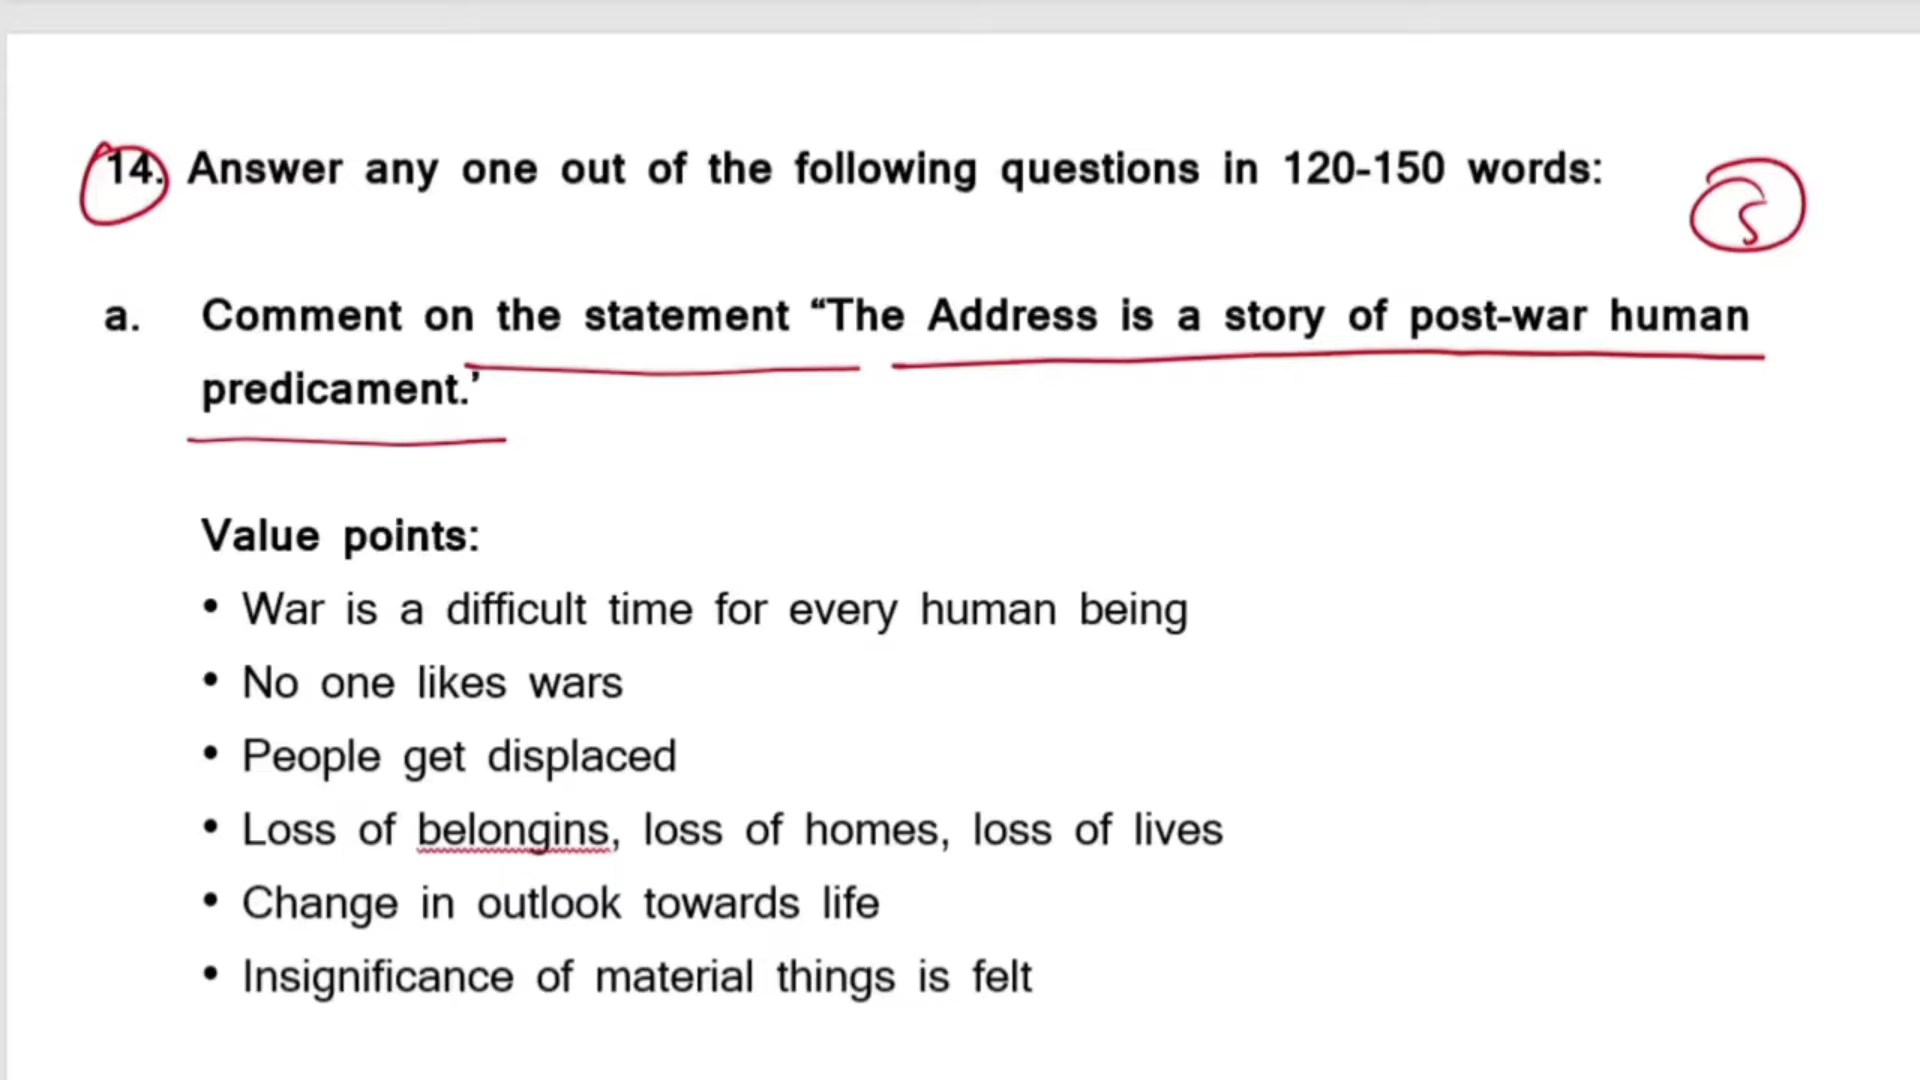 14. Answer any one out of the following questions in 120-150 words:
5
a. Comment on the statement “The Address is a story of post-war human
predicament.’
Value points:
• War is a difficult time for every human being
• No one likes wars
• People get displaced
• Loss of belongins, loss of homes, loss of lives
• Change in outlook towards life
• Insignificance of material things is felt